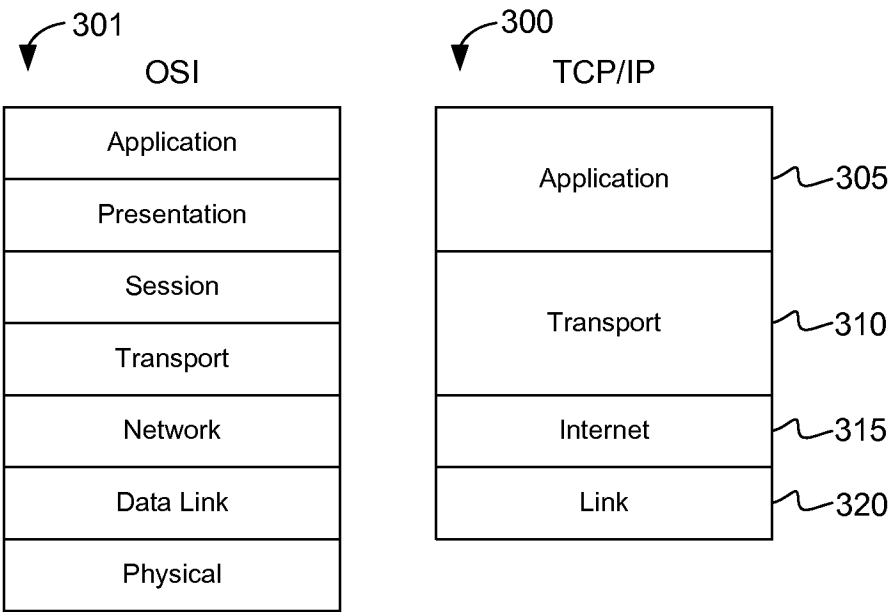 301
OSI
Application
Presentation
Session
Transport
Network
Data Link
Physical
300
TCP/IP
Application
305
Transport
310
Internet
315
Link
320